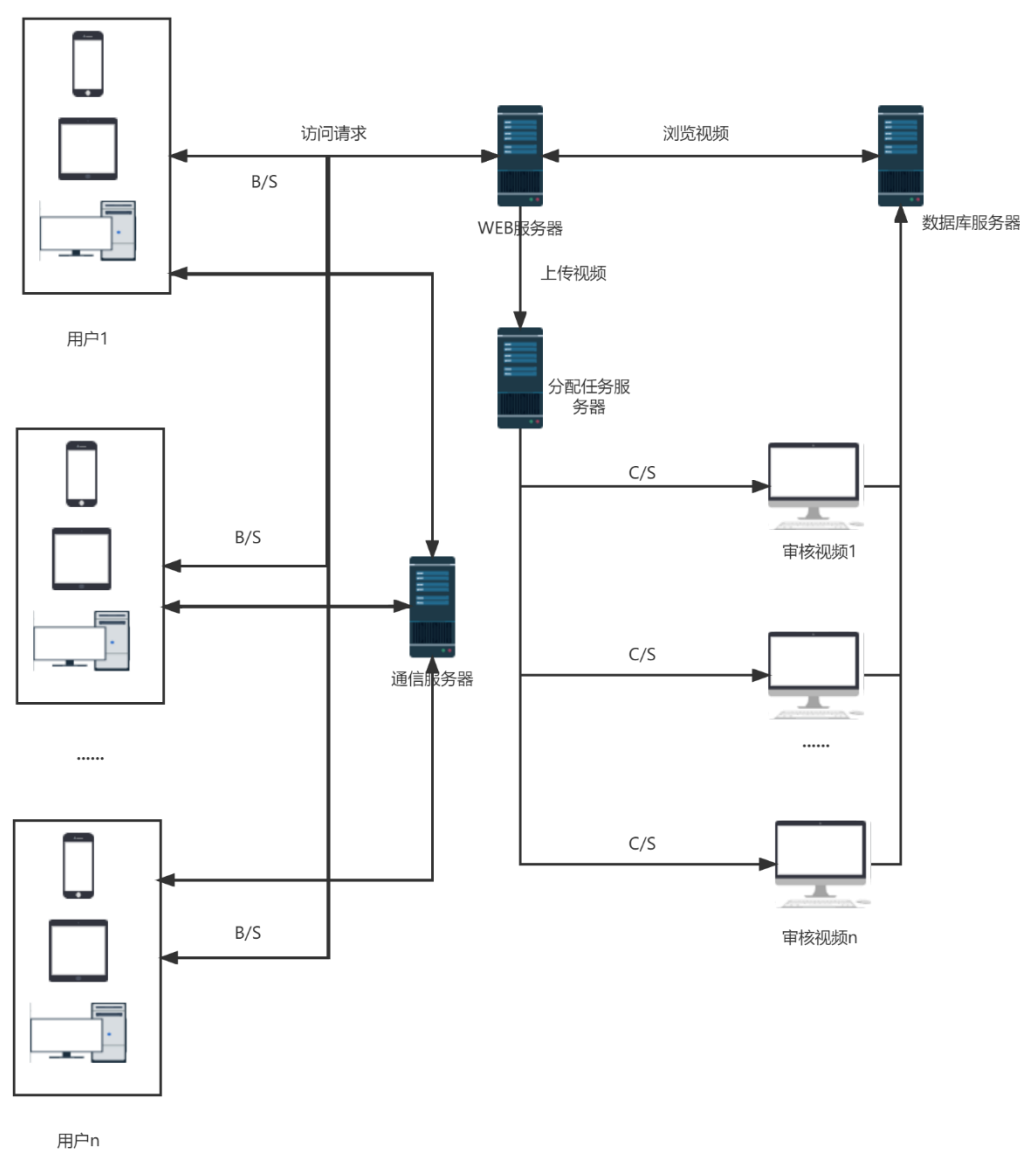 访问请求
浏览视频
B/S
WEB服务器
数据库服务器
上传视频
用户1
分配任务服
务器
C/S
B/S
审核视频1
C/S
通信服务器
......
......
C/S
B/S
审核视频n
用户n